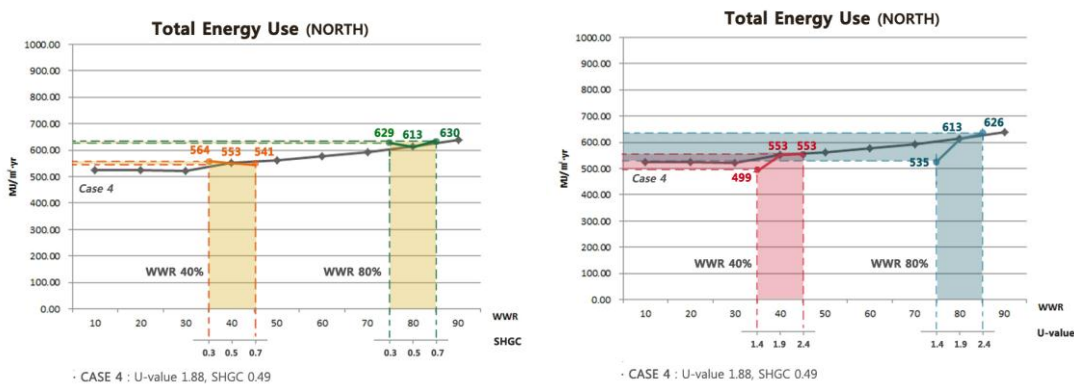 Total Energy Use (NORTH)
1000.00
900.00
800.00
700.00
600.00
500.00
400.00
300.00
200.00
100.00
0.00
MJ/㎡·yr
629 613 630
564 553 541
Case 4
WWR 40%
WWR 80%
10 20 30 40 50 60 70 80 90 WWR
SHGC
0.3 0.5 0.7 0.3 0.5 0.7
· CASE 4 : U-value 1.88, SHGC 0.49
Total Energy Use (NORTH)
1000.00
900.00
800.00
700.00
600.00
500.00
400.00
300.00
200.00
100.00
0.00
MJ/㎡·yr
613 626
553 553
535
499
Case 4
WWR 40%
WWR 80%
10 20 30 40 50 60 70 80 90 WWR
U-value
1.4 1.9 2.4 1.4 1.9 2.4
· CASE 4 : U-value 1.88, SHGC 0.49